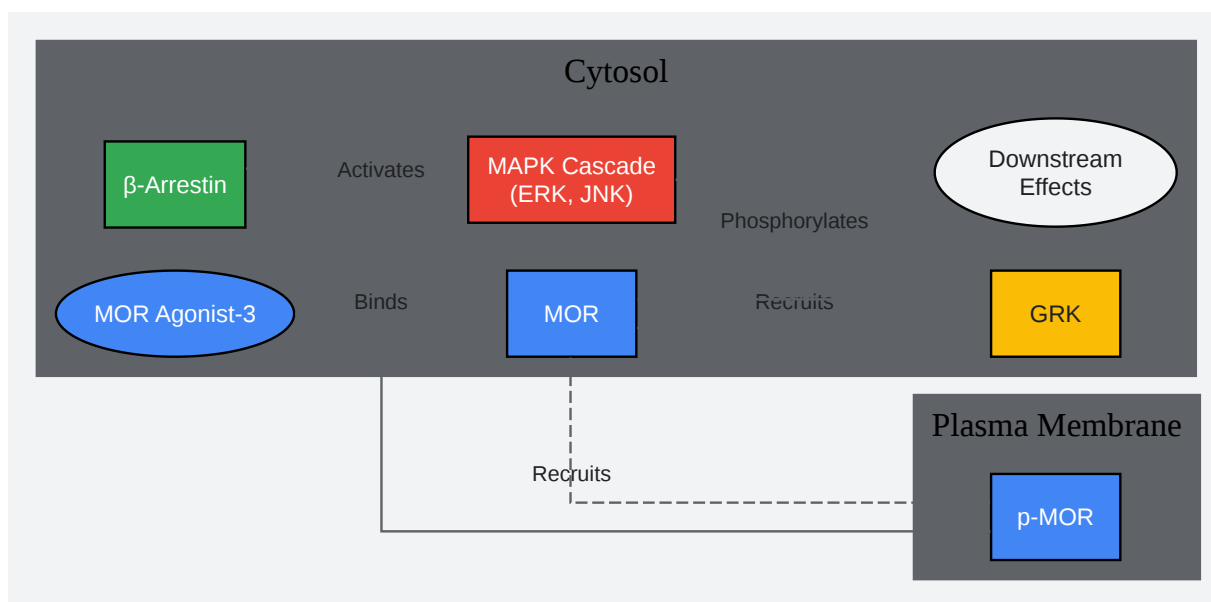 Cytosol
β-Arrestin
Activates
MAPK Cascade
(ERK, JNK)
Downstream
Effects
Phosphorylates
MOR Agonist-3
Binds
MOR
Recruits
GRK
Plasma Membrane
Recruits
p-MOR